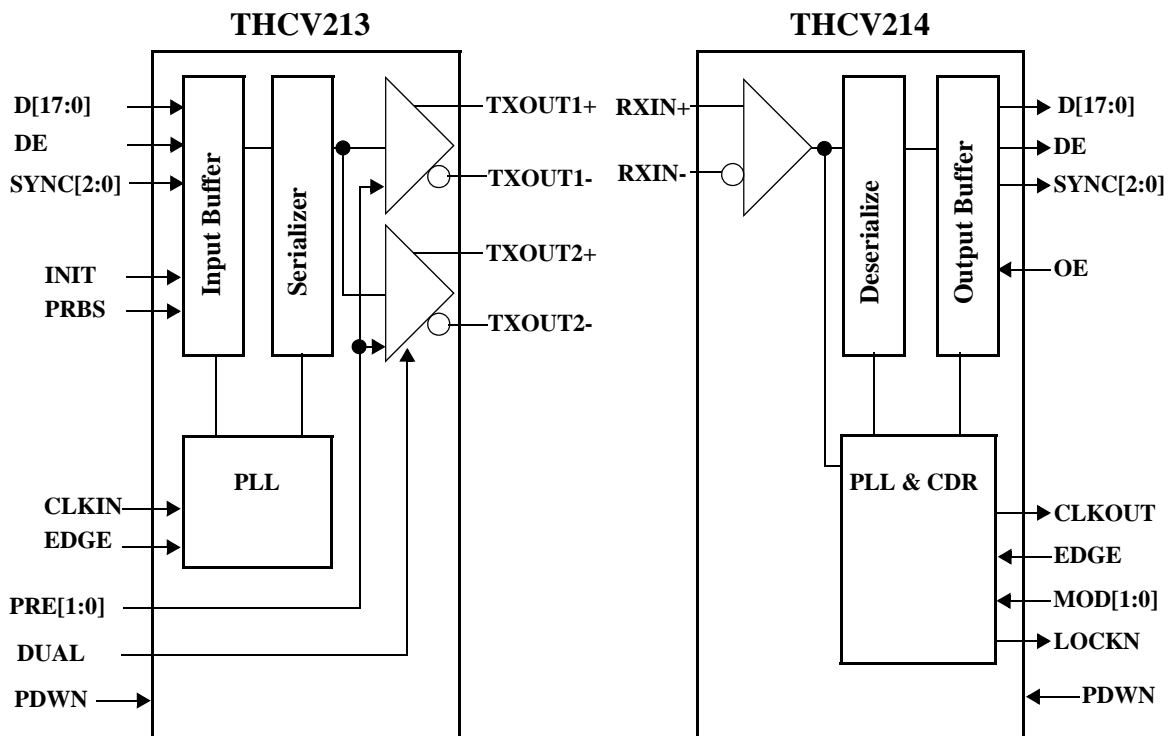 THCV213
D[17:0]
DE
SYNC[2:0]
INIT
PRBS
CLKIN
EDGE
PRE[1:0]
DUAL
PDWN
Input Buffer
Serializer
PLL
TXOUT1+
TXOUT1-
TXOUT2+
TXOUT2-
THCV214
RXIN+
RXIN-
Deserialize
Output Buffer
PLL & CDR
D[17:0]
DE
SYNC[2:0]
OE
CLKOUT
EDGE
MOD[1:0]
LOCKN
PDWN